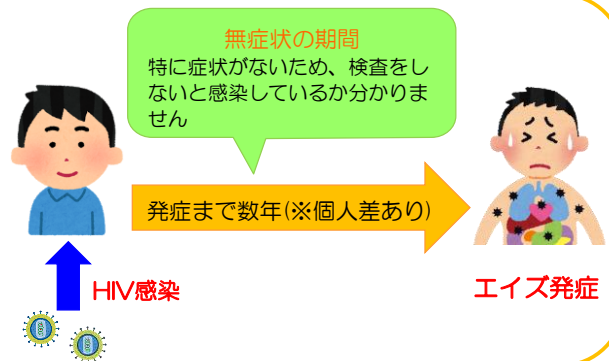 無症状の期間
特に症状がないため、検査をし
ないと感染しているか分かりま
せん
発症まで数年(※個人差あり)
HIV感染
エイズ発症